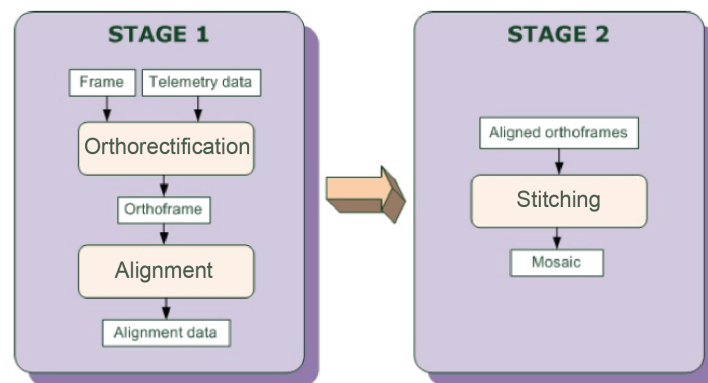 STAGE 1
Frame
Telemetry data
Orthorectification
Orthoframe
Alignment
Alignment data
STAGE 2
Aligned orthoframes
Stitching
Mosaic